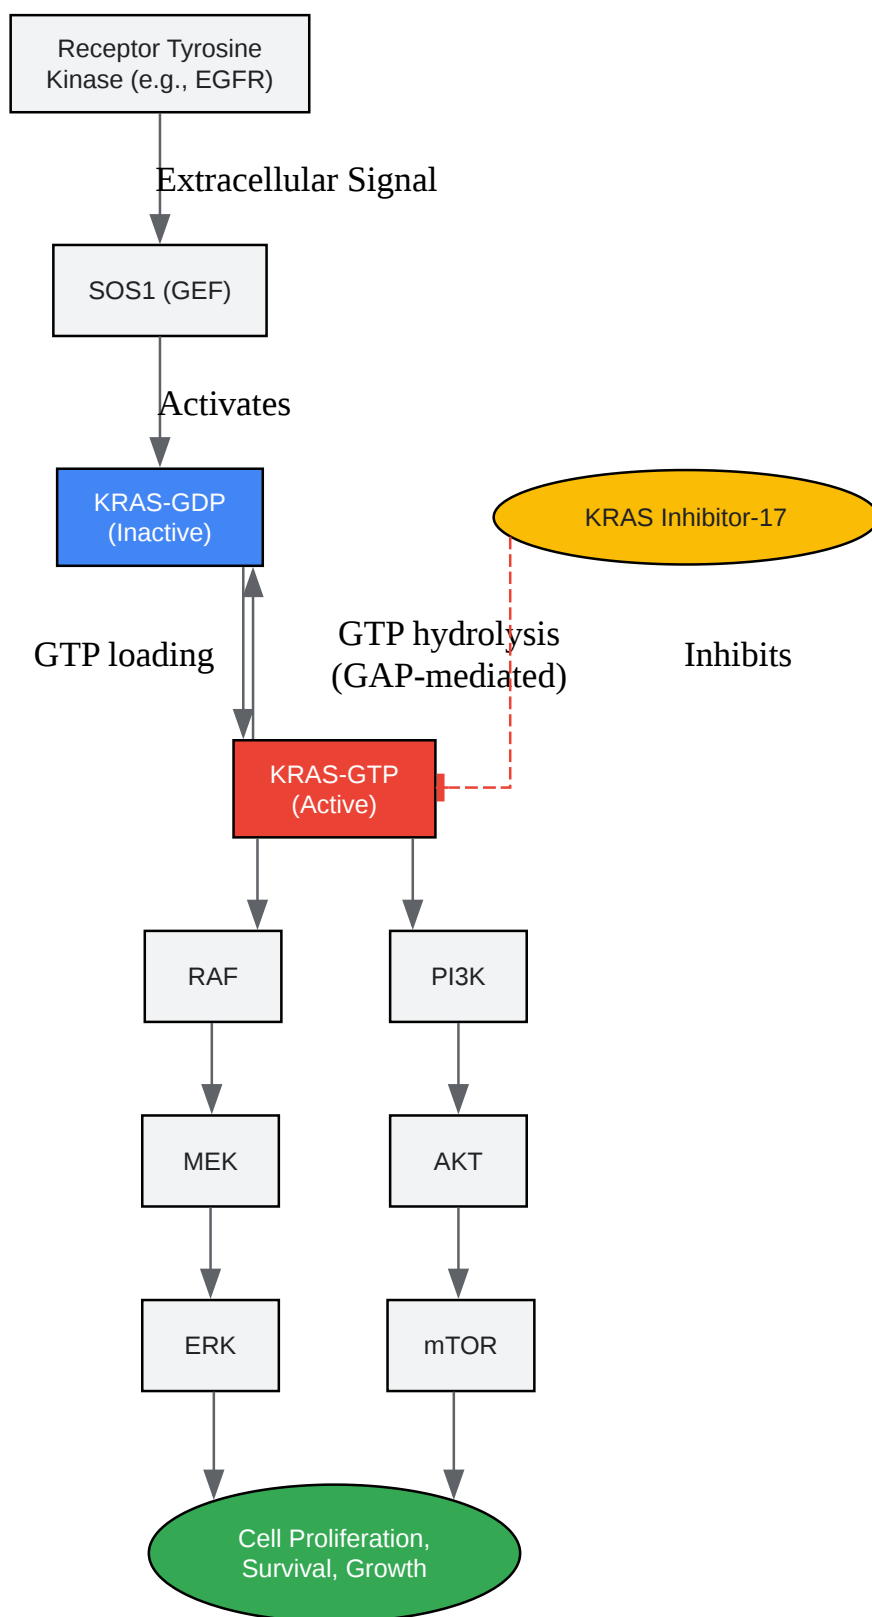 Receptor Tyrosine
Kinase (e.g., EGFR)
Extracellular Signal
SOS1 (GEF)
Activates
KRAS-GDP
(Inactive)
KRAS Inhibitor-17
GTP loading
GTP hydrolysis
(GAP-mediated)
Inhibits
KRAS-GTP
(Active)
RAF
PI3K
MEK
AKT
ERK
mTOR
Cell Proliferation,
Survival, Growth